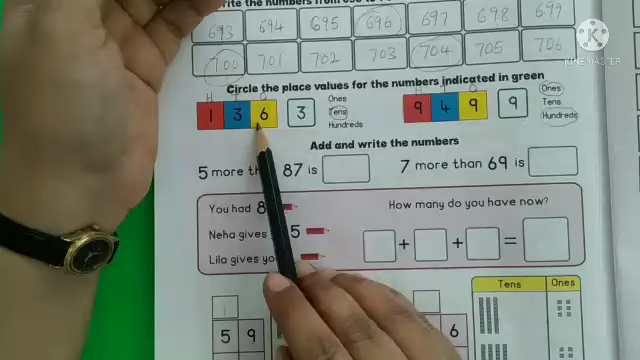 693 694 695 696 697 698 699
700 701 702 703 704 705 706
KINEMASTER
Circle the place values for the numbers indicated in green
H O H
1 3 6 3 Ones Tens Hundreds
9 4 9 9 Ones Tens Hundreds
Add and write the numbers
5 more 87 is
7 more than 69 is
You had 8
How many do you have now?
Neha gives 5
Lila gives
+ + =
Tens Ones
5 9
6